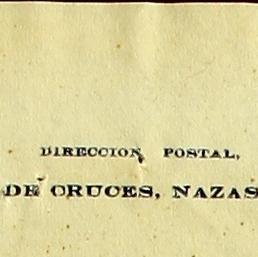 DIRECCION POSTAL,
DE CRUCES, NAZAS